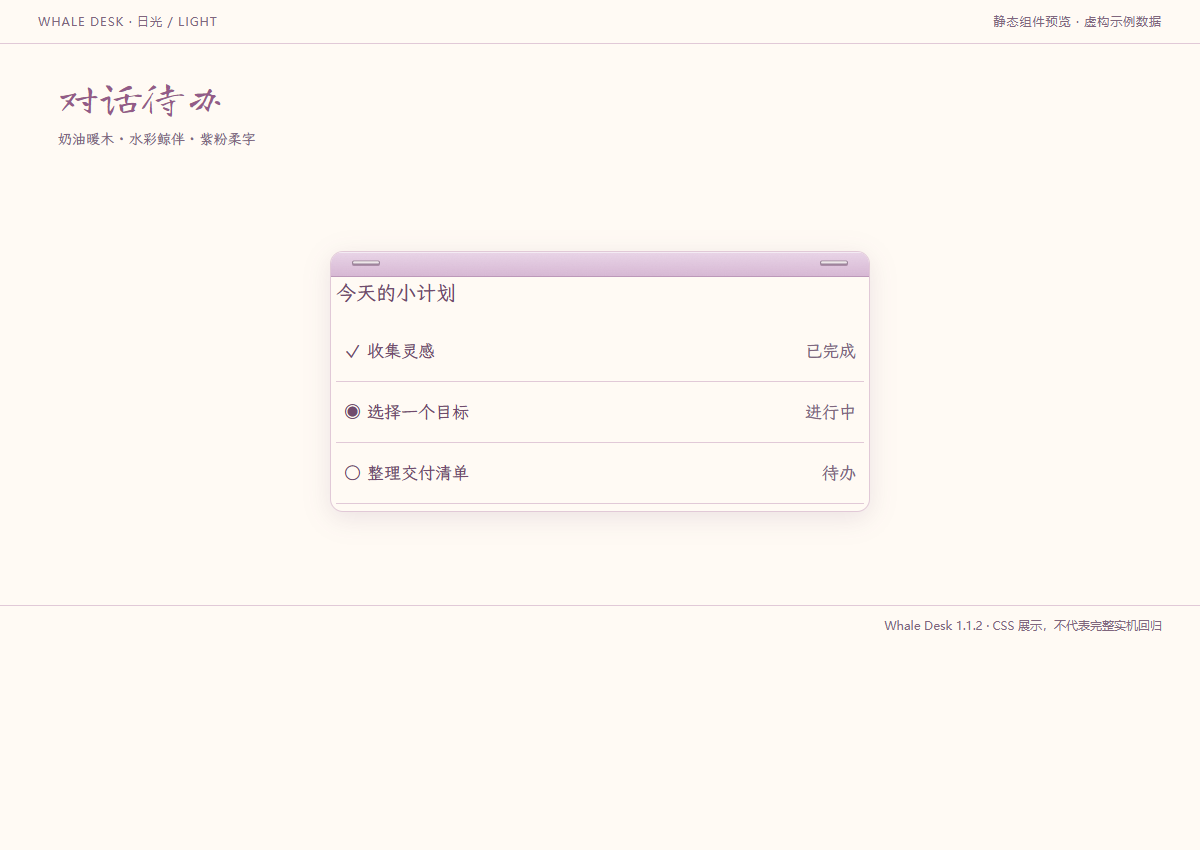 WHALE DESK · 日光 / LIGHT
静态组件预览 · 虚构示例数据
对话待办
奶油暖木 · 水彩鲸伴 · 紫粉柔字
今天的小计划
✓ 收集灵感 已完成
◉ 选择一个目标 进行中
○ 整理交付清单 待办
Whale Desk 1.1.2 · CSS 展示，不代表完整实机回归